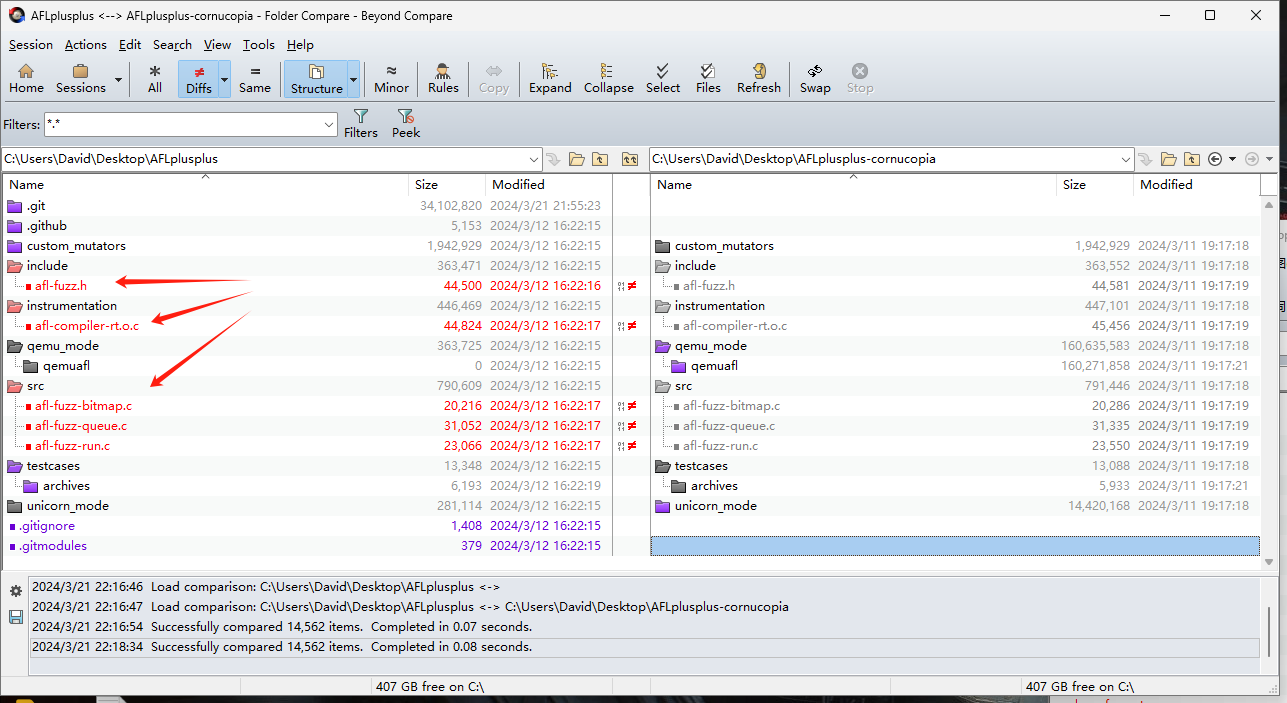 AFLplusplus <--> AFLplusplus-cornucopia - Folder Compare - Beyond Compare
Session Actions Edit Search View Tools Help
Home Sessions All Diffs Same Structure Minor Rules Copy Expand Collapse Select Files Refresh Swap Stop
Filters: *.* Filters Peek
C:\Users\David\Desktop\AFLplusplus C:\Users\David\Desktop\AFLplusplus-cornucopia
Name Size Modified Name Size Modified
.git 34,102,820 2024/3/21 21:55:23
.github 5,153 2024/3/12 16:22:15
custom_mutators 1,942,929 2024/3/12 16:22:15 custom_mutators 1,942,929 2024/3/11 19:17:18
include 363,471 2024/3/12 16:22:15 include 363,552 2024/3/11 19:17:18
afl-fuzz.h 44,500 2024/3/12 16:22:16 afl-fuzz.h 44,581 2024/3/11 19:17:19
instrumentation 446,469 2024/3/12 16:22:15 instrumentation 447,101 2024/3/11 19:17:18
afl-compiler-rt.o.c 44,824 2024/3/12 16:22:17 afl-compiler-rt.o.c 45,456 2024/3/11 19:17:19
qemu_mode 363,725 2024/3/12 16:22:15 qemu_mode 160,635,583 2024/3/11 19:17:18
qemuafl 0 2024/3/12 16:22:15 qemuafl 160,271,858 2024/3/11 19:17:21
src 790,609 2024/3/12 16:22:15 src 791,446 2024/3/11 19:17:18
afl-fuzz-bitmap.c 20,216 2024/3/12 16:22:17 afl-fuzz-bitmap.c 20,286 2024/3/11 19:17:19
afl-fuzz-queue.c 31,052 2024/3/12 16:22:17 afl-fuzz-queue.c 31,335 2024/3/11 19:17:19
afl-fuzz-run.c 23,066 2024/3/12 16:22:17 afl-fuzz-run.c 23,550 2024/3/11 19:17:19
testcases 13,348 2024/3/12 16:22:15 testcases 13,088 2024/3/11 19:17:18
archives 6,193 2024/3/12 16:22:19 archives 5,933 2024/3/11 19:17:21
unicorn_mode 281,114 2024/3/12 16:22:15 unicorn_mode 14,420,168 2024/3/11 19:17:18
.gitignore 1,408 2024/3/12 16:22:15
.gitmodules 379 2024/3/12 16:22:15
2024/3/21 22:16:46 Load comparison: C:\Users\David\Desktop\AFLplusplus <->
2024/3/21 22:16:47 Load comparison: C:\Users\David\Desktop\AFLplusplus <-> C:\Users\David\Desktop\AFLplusplus-cornucopia
2024/3/21 22:16:54 Successfully compared 14,562 items. Completed in 0.07 seconds.
2024/3/21 22:18:34 Successfully compared 14,562 items. Completed in 0.08 seconds.
407 GB free on C:\ 407 GB free on C:\